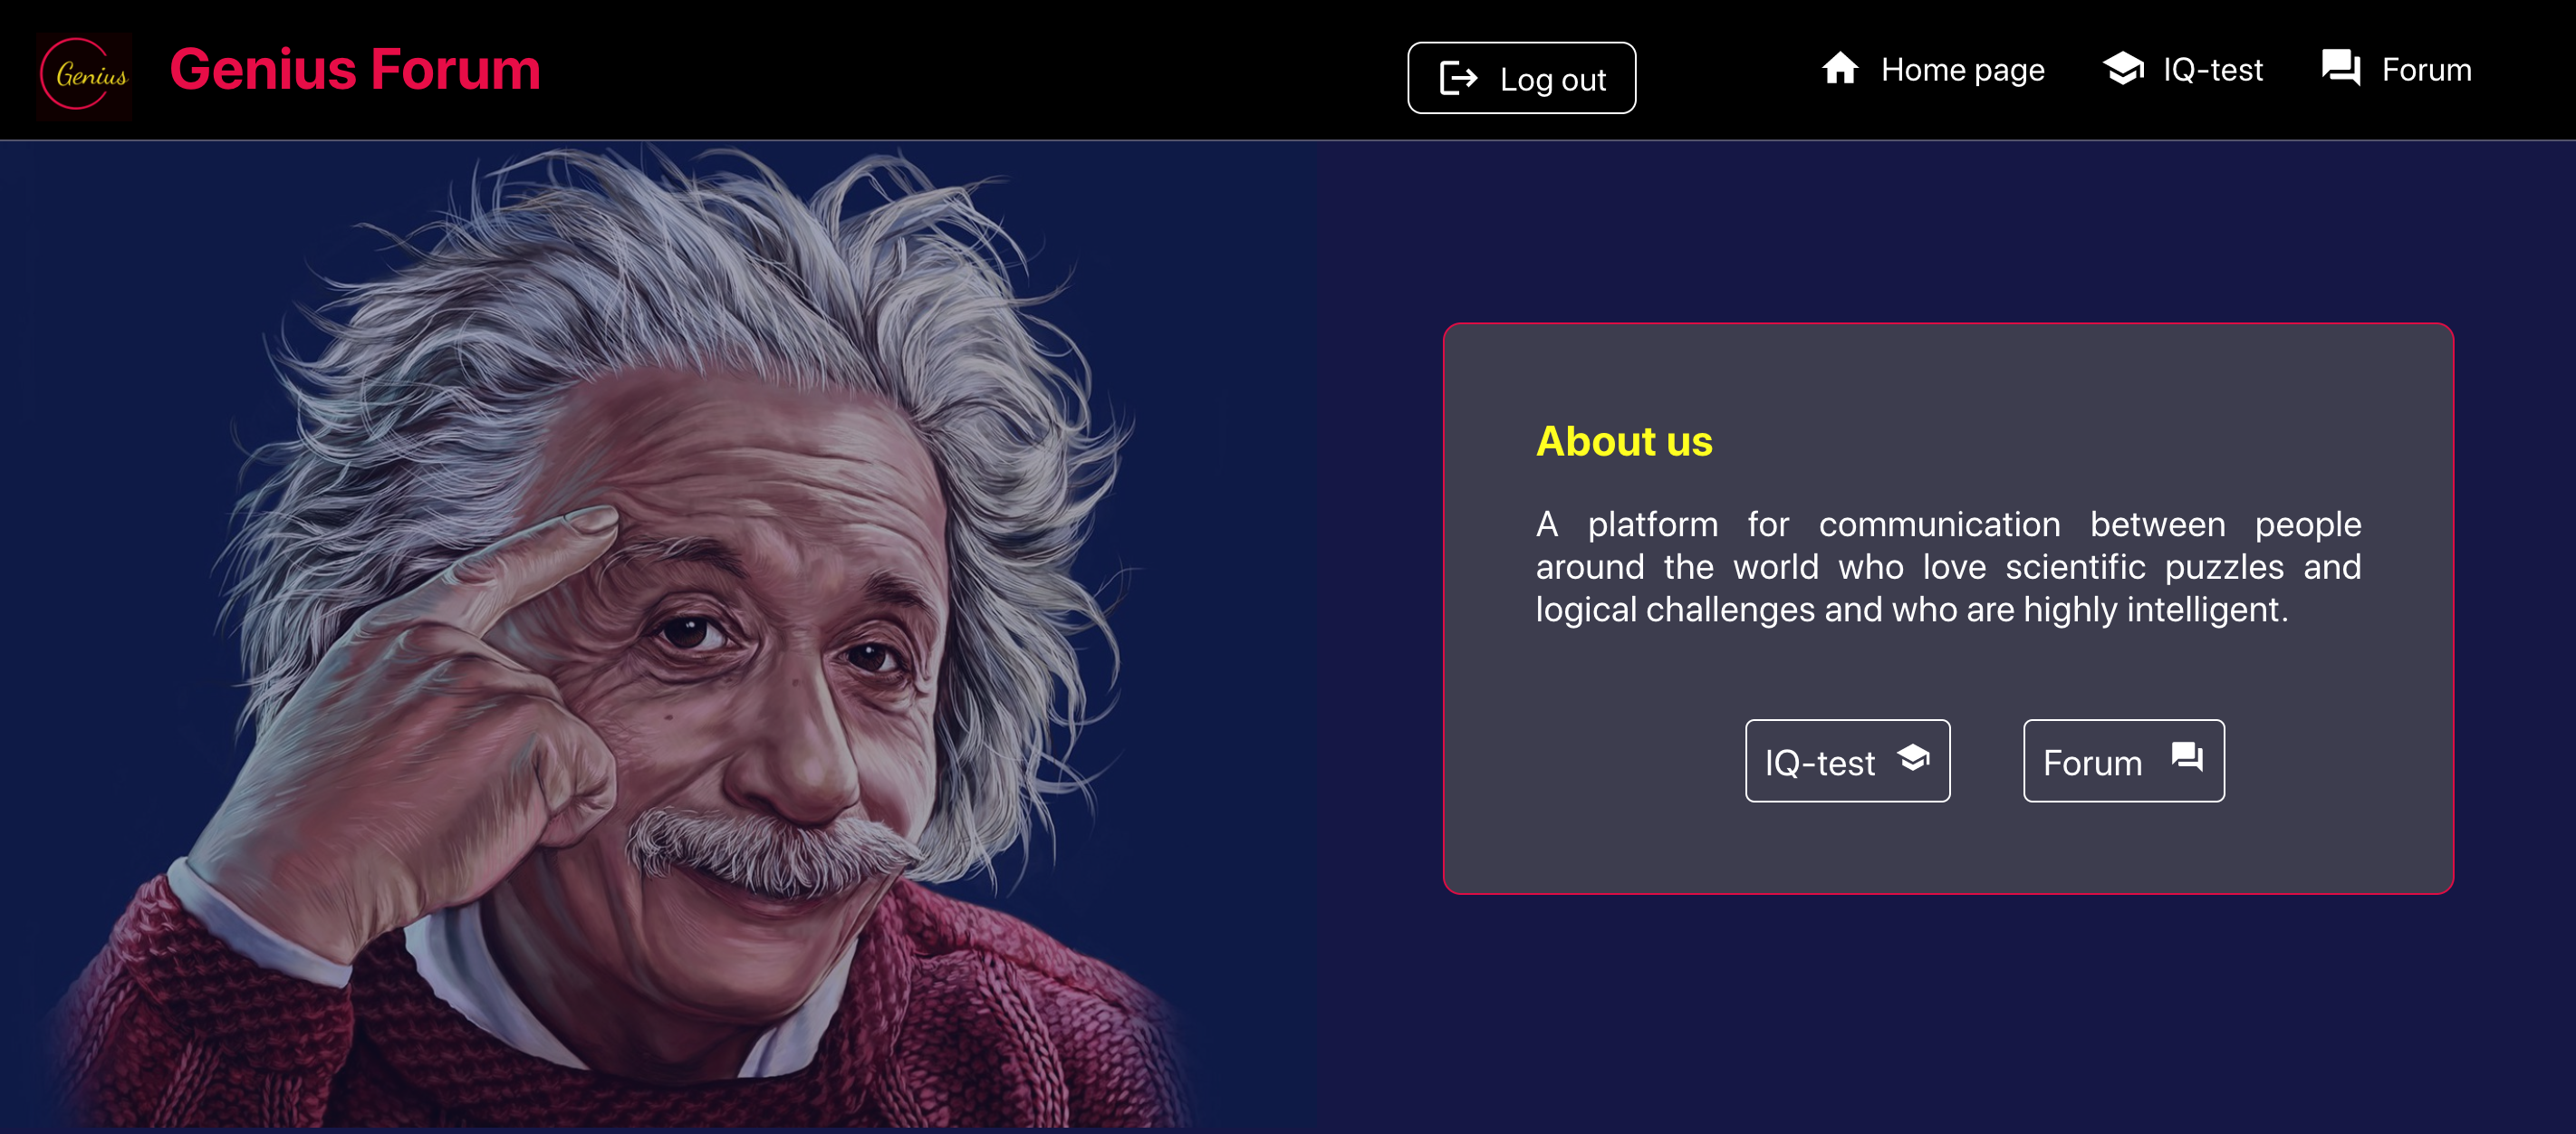 Genius
Genius Forum
Log out
Home page
IQ-test
Forum
About us
A platform for communication between people
around the world who love scientific puzzles and
logical challenges and who are highly intelligent.
IQ-test
Forum